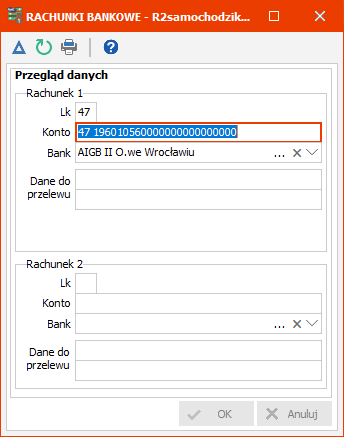 RACHUNKI BANKOWE - R2samochodzik...
Przegląd danych
Rachunek 1
Lk 47
Konto 47 196010560000000000000000
Bank AIGB II O.we Wrocławiu ...
Dane do
przelewu
Rachunek 2
Lk
Konto
Bank ...
Dane do
przelewu
OK Anuluj